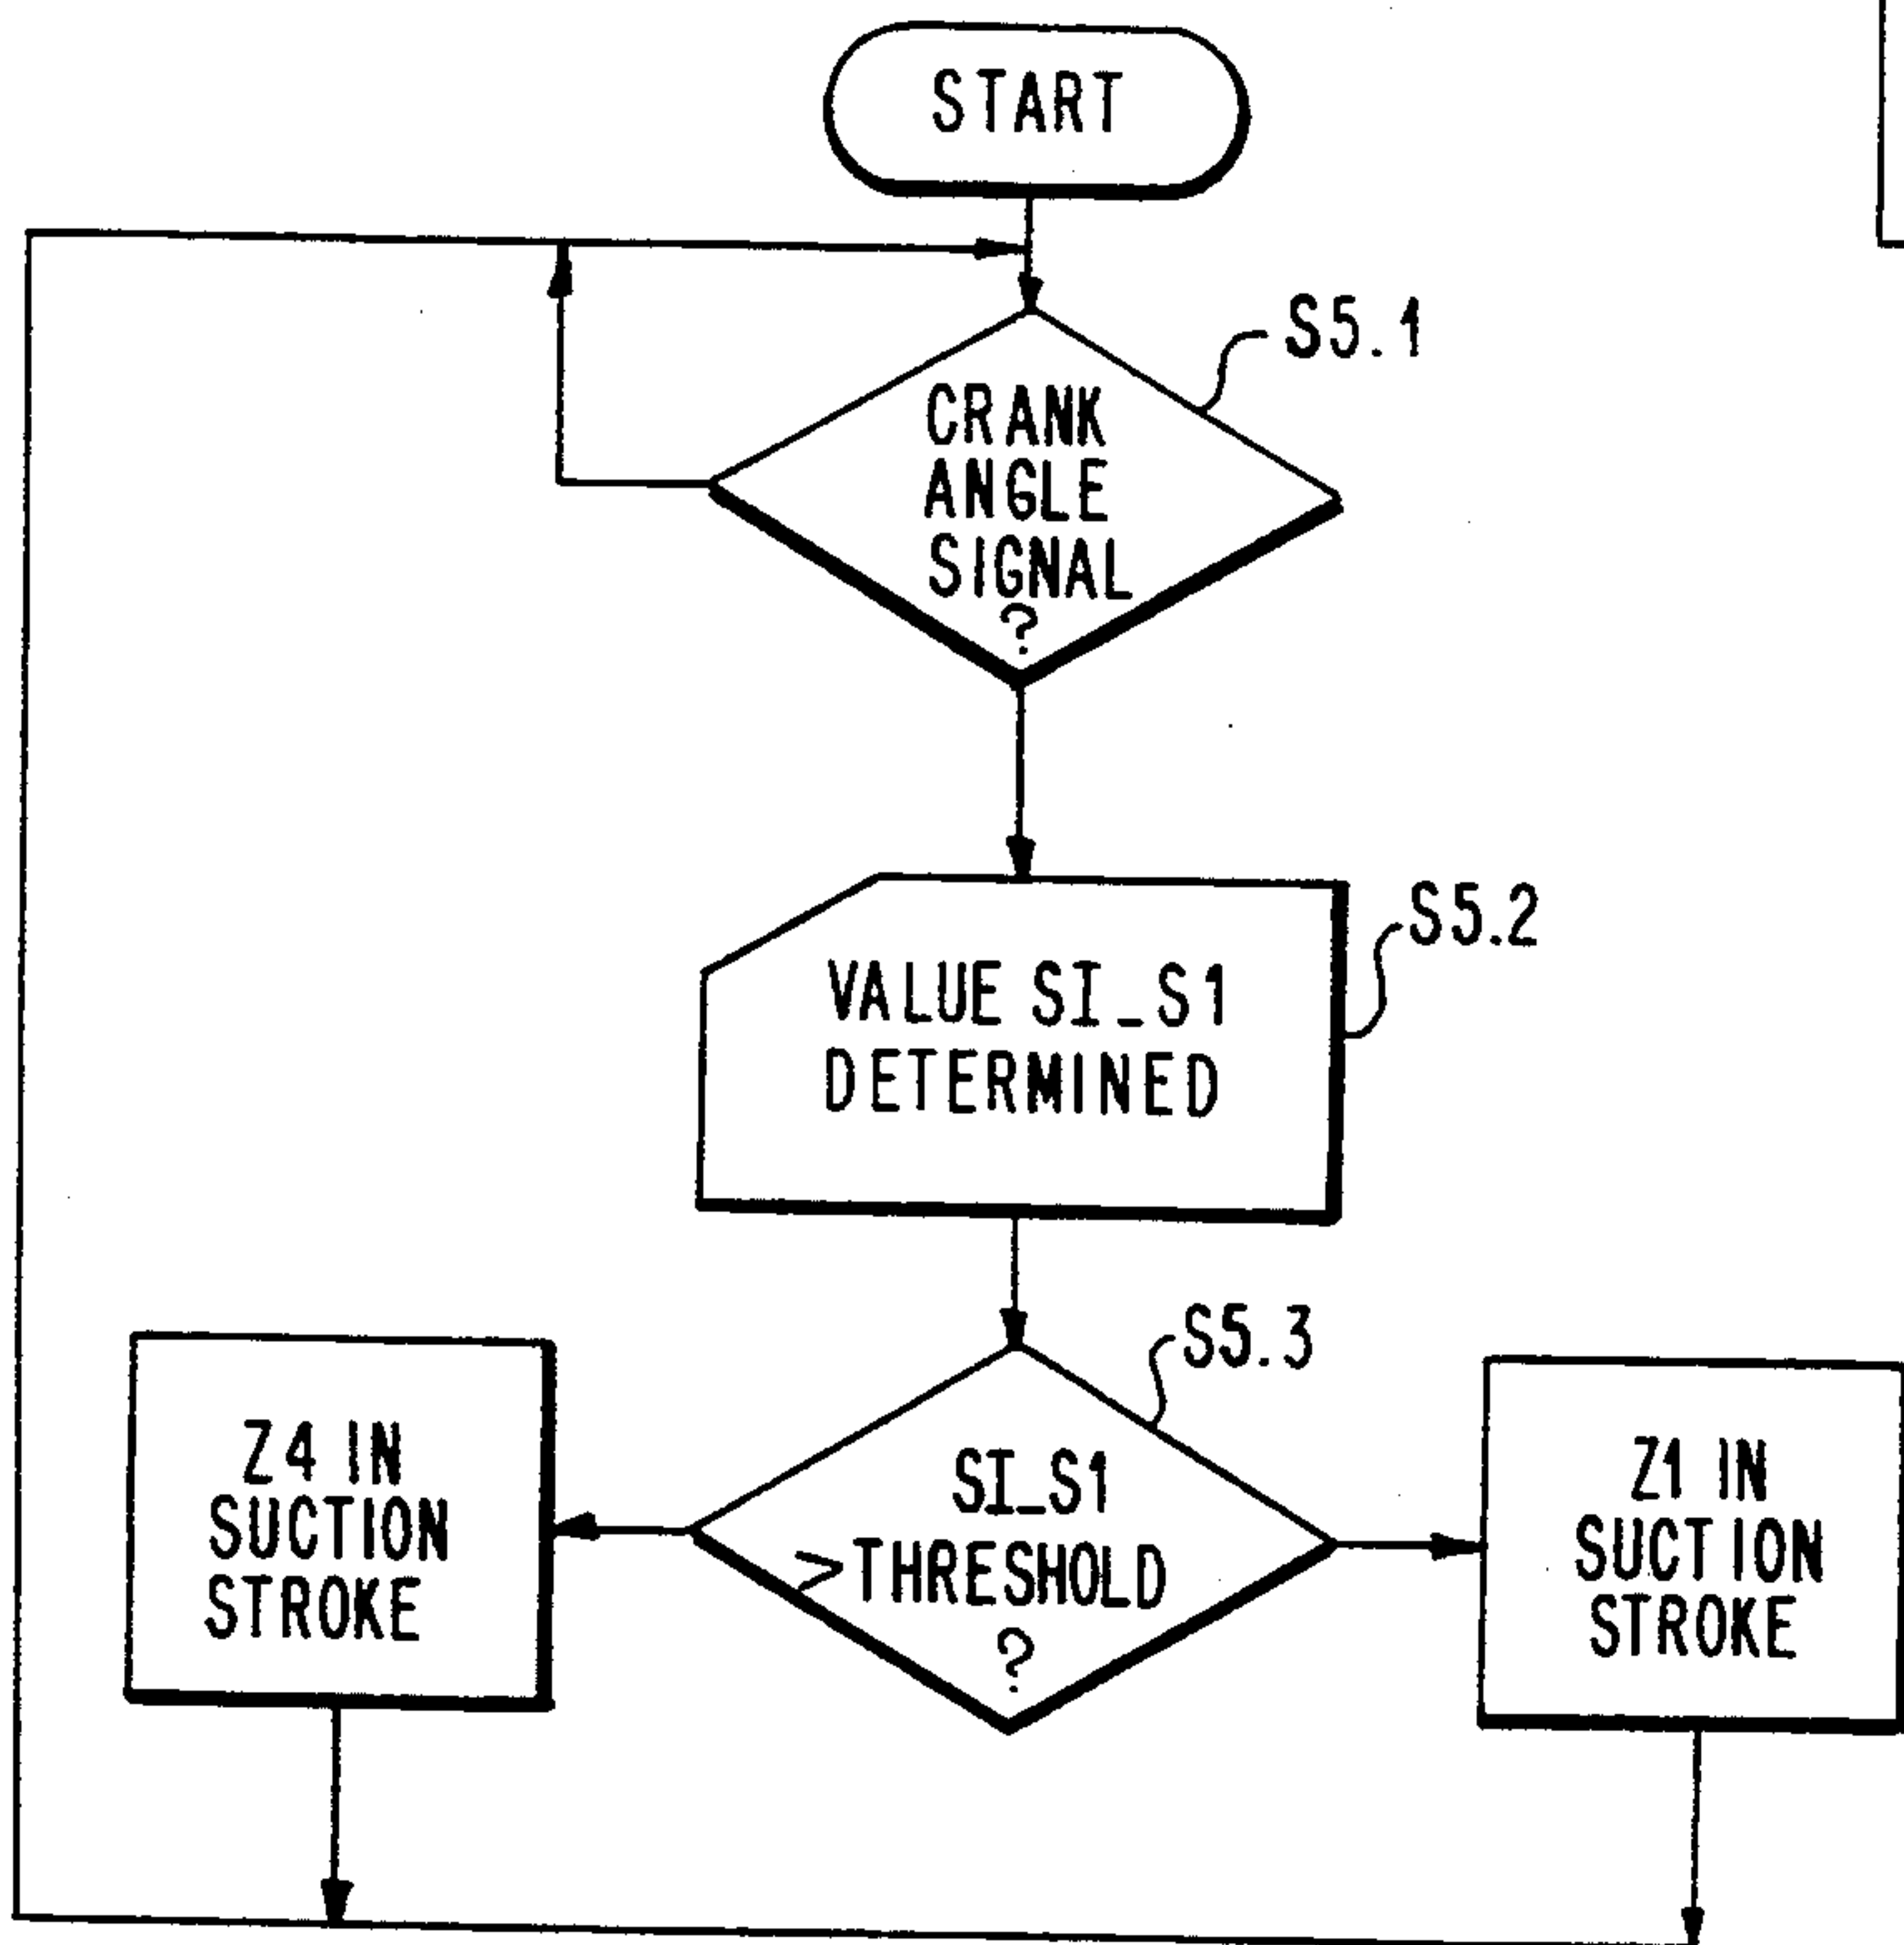 START
S5.1
CRANK
ANGLE
SIGNAL
?
S5.2
VALUE SI_S1
DETERMINED
S5.3
Z4 IN
SUCTION
STROKE
SI_S1
>THRESHOLD
?
Z1 IN
SUCTION
STROKE